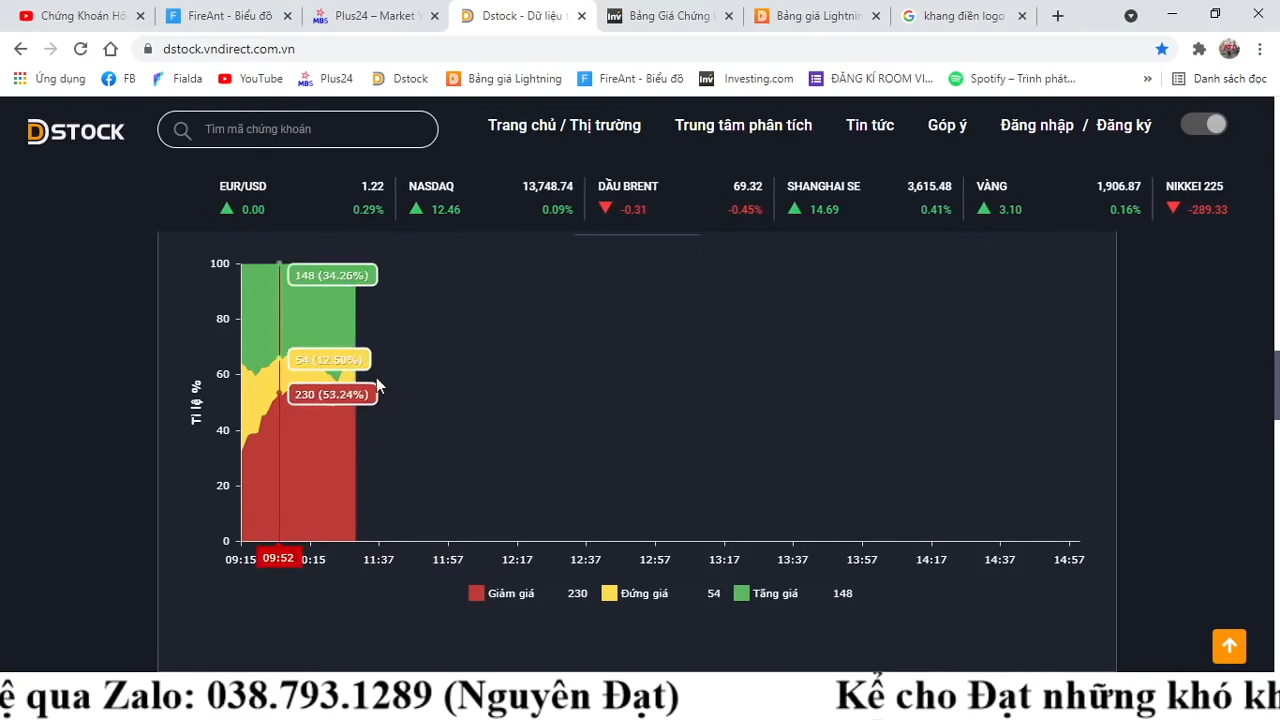 Chứng Khoán Hô
FireAnt - Biểu đồ
MBS
Plus24 – Market \
Dstock - Dữ liệu t
Inv
Bảng Giá Chứng
Bảng giá Lightnin
khang điền logo
dstock.vndirect.com.vn
Ứng dụng
FB
Fialda
YouTube
MBS
Plus24
Dstock
Bảng giá Lightning
FireAnt - Biểu đồ
Inv
Investing.com
ĐĂNG KÍ ROOM VI...
Spotify – Trình phát...
»
Danh sách đọc
DSTOCK
Tìm mã chứng khoán
Trang chủ / Thị trường
Trung tâm phân tích
Tin tức
Góp ý
Đăng nhập / Đăng ký
EUR/USD 1.22
NASDAQ 13,748.74
DẦU BRENT 69.32
SHANGHAI SE 3,615.48
VÀNG 1,906.87
NIKKEI 225
0.00 0.29%
12.46 0.09%
-0.31 -0.45%
14.69 0.41%
3.10 0.16%
-289.33
100
148 (34.26%)
80
54 (12.50%)
60
230 (53.24%)
Tỉ lệ %
40
20
0
09:15 09:52 0:15 11:37 11:57 12:17 12:37 12:57 13:17 13:37 13:57 14:17 14:37 14:57
Giảm giá 230 Đứng giá 54 Tăng giá 148
ệ qua Zalo: 038.793.1289 (Nguyên Đạt)
Kể cho Đạt những khó kh